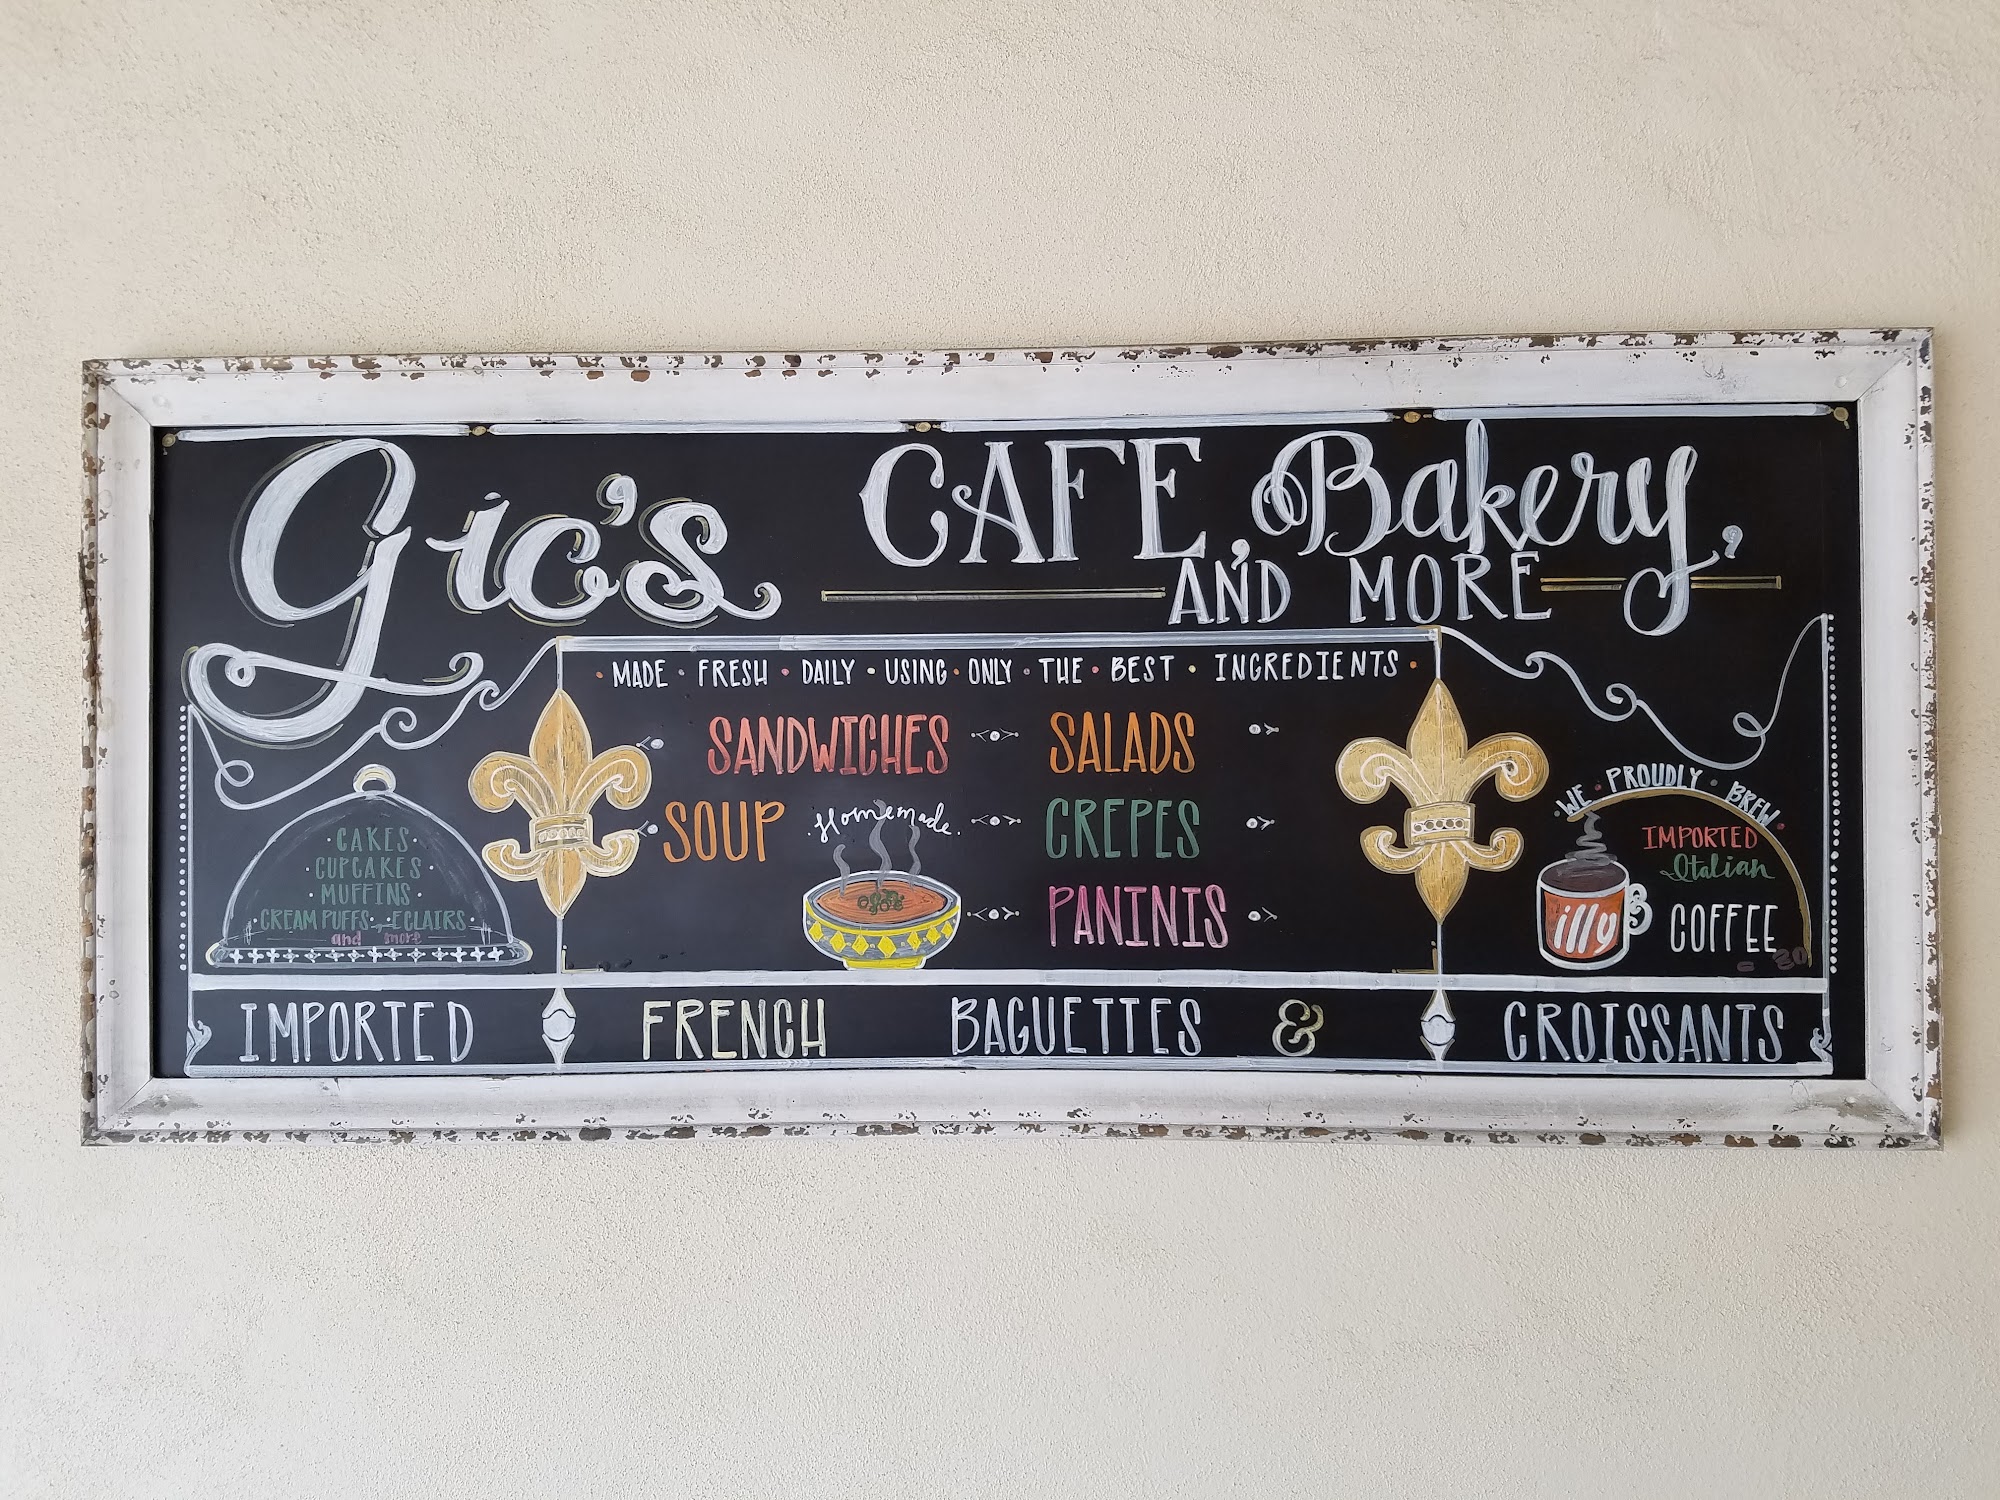 Gio's CAFE, Bakery,
AND MORE
· MADE · FRESH · DAILY · USING · ONLY · THE · BEST · INGREDIENTS ·
SANDWICHES SALADS
SOUP ·Homemade· CREPES
PANINIS
· CAKES ·
· CUPCAKES ·
· MUFFINS ·
· CREAM PUFFS · ECLAIRS ·
and more
· WE · PROUDLY · BREW ·
IMPORTED
Italian
COFFEE
illy
IMPORTED FRENCH BAGUETTES & CROISSANTS